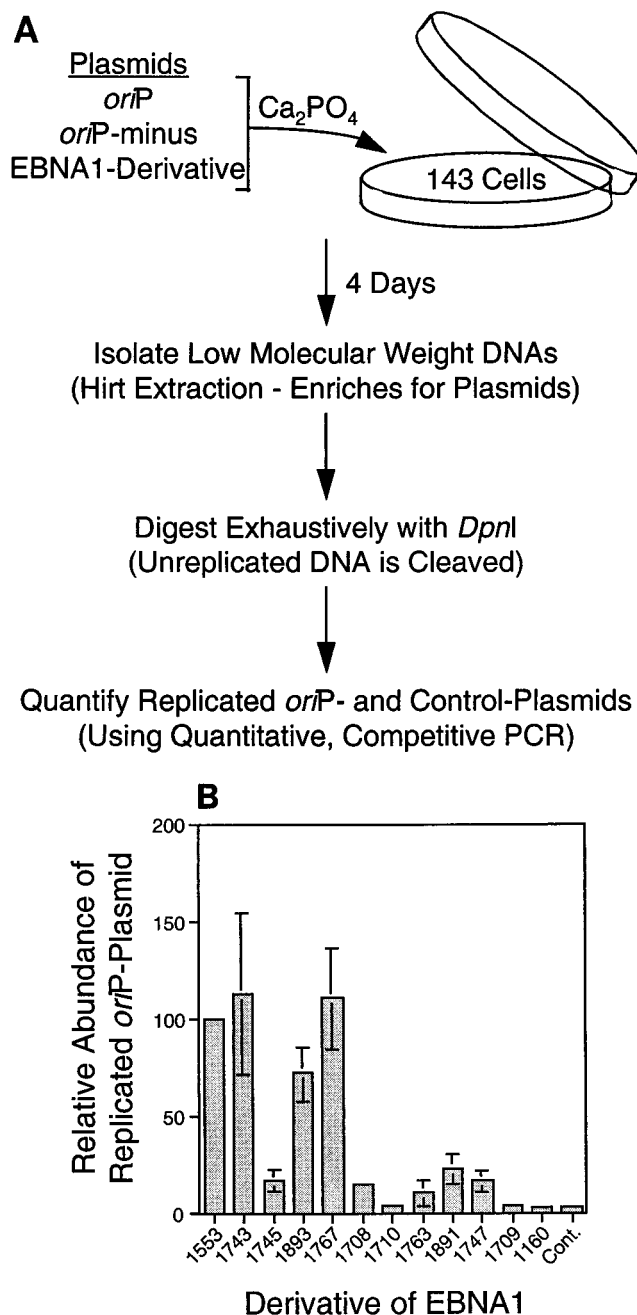 A
Plasmids
oriP
oriP-minus
EBNA1-Derivative
Ca2PO4
143 Cells
4 Days
Isolate Low Molecular Weight DNAs
(Hirt Extraction - Enriches for Plasmids)
Digest Exhaustively with DpnI
(Unreplicated DNA is Cleaved)
Quantify Replicated oriP- and Control-Plasmids
(Using Quantitative, Competitive PCR)
B
Relative Abundance of
Replicated oriP-Plasmid
200
150
100
50
0
1553
1743
1745
1893
1767
1708
1710
1763
1891
1747
1709
1160
Cont.
Derivative of EBNA1